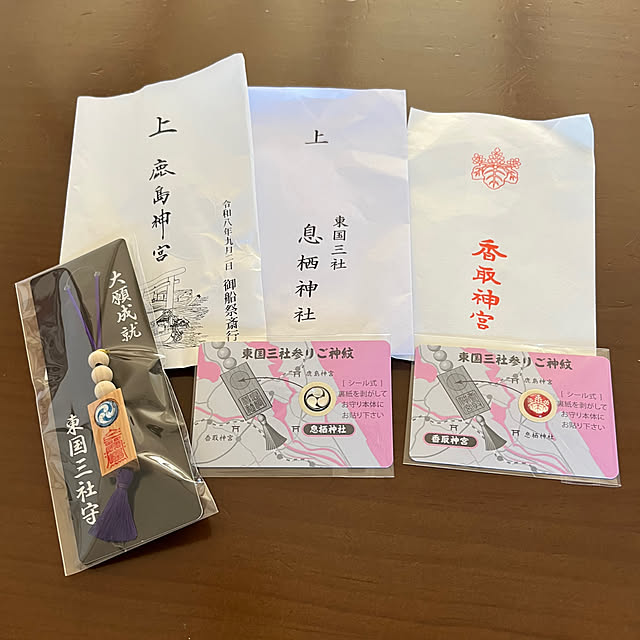 上
鹿島神宮
令和八年九月一日 御船祭斎行
上
東国三社
息栖神社
香取神宮
大願成就
東国三社守
東国三社参りご神紋
鹿島神宮
[シール式]
裏紙を剥がして
お守り本体に
お貼り下さい
香取神宮
息栖神社
東国三社参りご神紋
鹿島神宮
[シール式]
裏紙を剥がして
お守り本体に
お貼り下さい
香取神宮
息栖神社